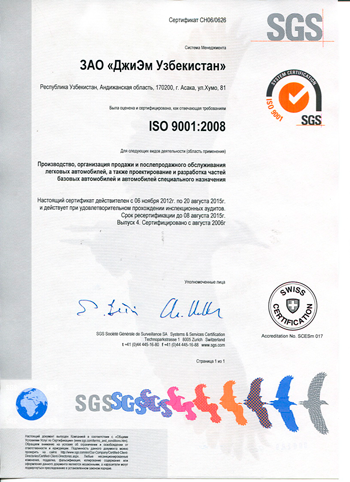 Сертификат CH06/0626
SGS
Система Менеджмента
ЗАО «ДжиЭм Узбекистан»
Республика Узбекистан, Андижанская область, 170200, г. Асака, ул.Хумо, 81
Была оценена и сертифицирована, как отвечающая требованиям
ISO 9001:2008
SYSTEM CERTIFICATION
ISO 9001
SGS
Для следующих видов деятельности (область применения)
Производство, организация продажи и послепродажного обслуживания
легковых автомобилей, а также проектирование и разработка частей
базовых автомобилей и автомобилей специального назначения
Настоящий сертификат действителен с 06 ноября 2012г. по 20 августа 2015г.
и действует при удовлетворительном прохождении инспекционных аудитов.
Срок ресертификации до 08 августа 2015г.
Выпуск 4. Сертифицировано с августа 2006г
Уполномоченные лица
SWISS
CERTIFICATION
SGS Société Générale de Surveillance SA Systems & Services Certification
Technoparkstrasse 1 8005 Zurich Switzerland
t +41 (0)44 445-16-80 f +41 (0)44 445-16-88 www.sgs.com
Accreditation No. SCESm 017
Страница 1 из 1
SGS SGS SGS